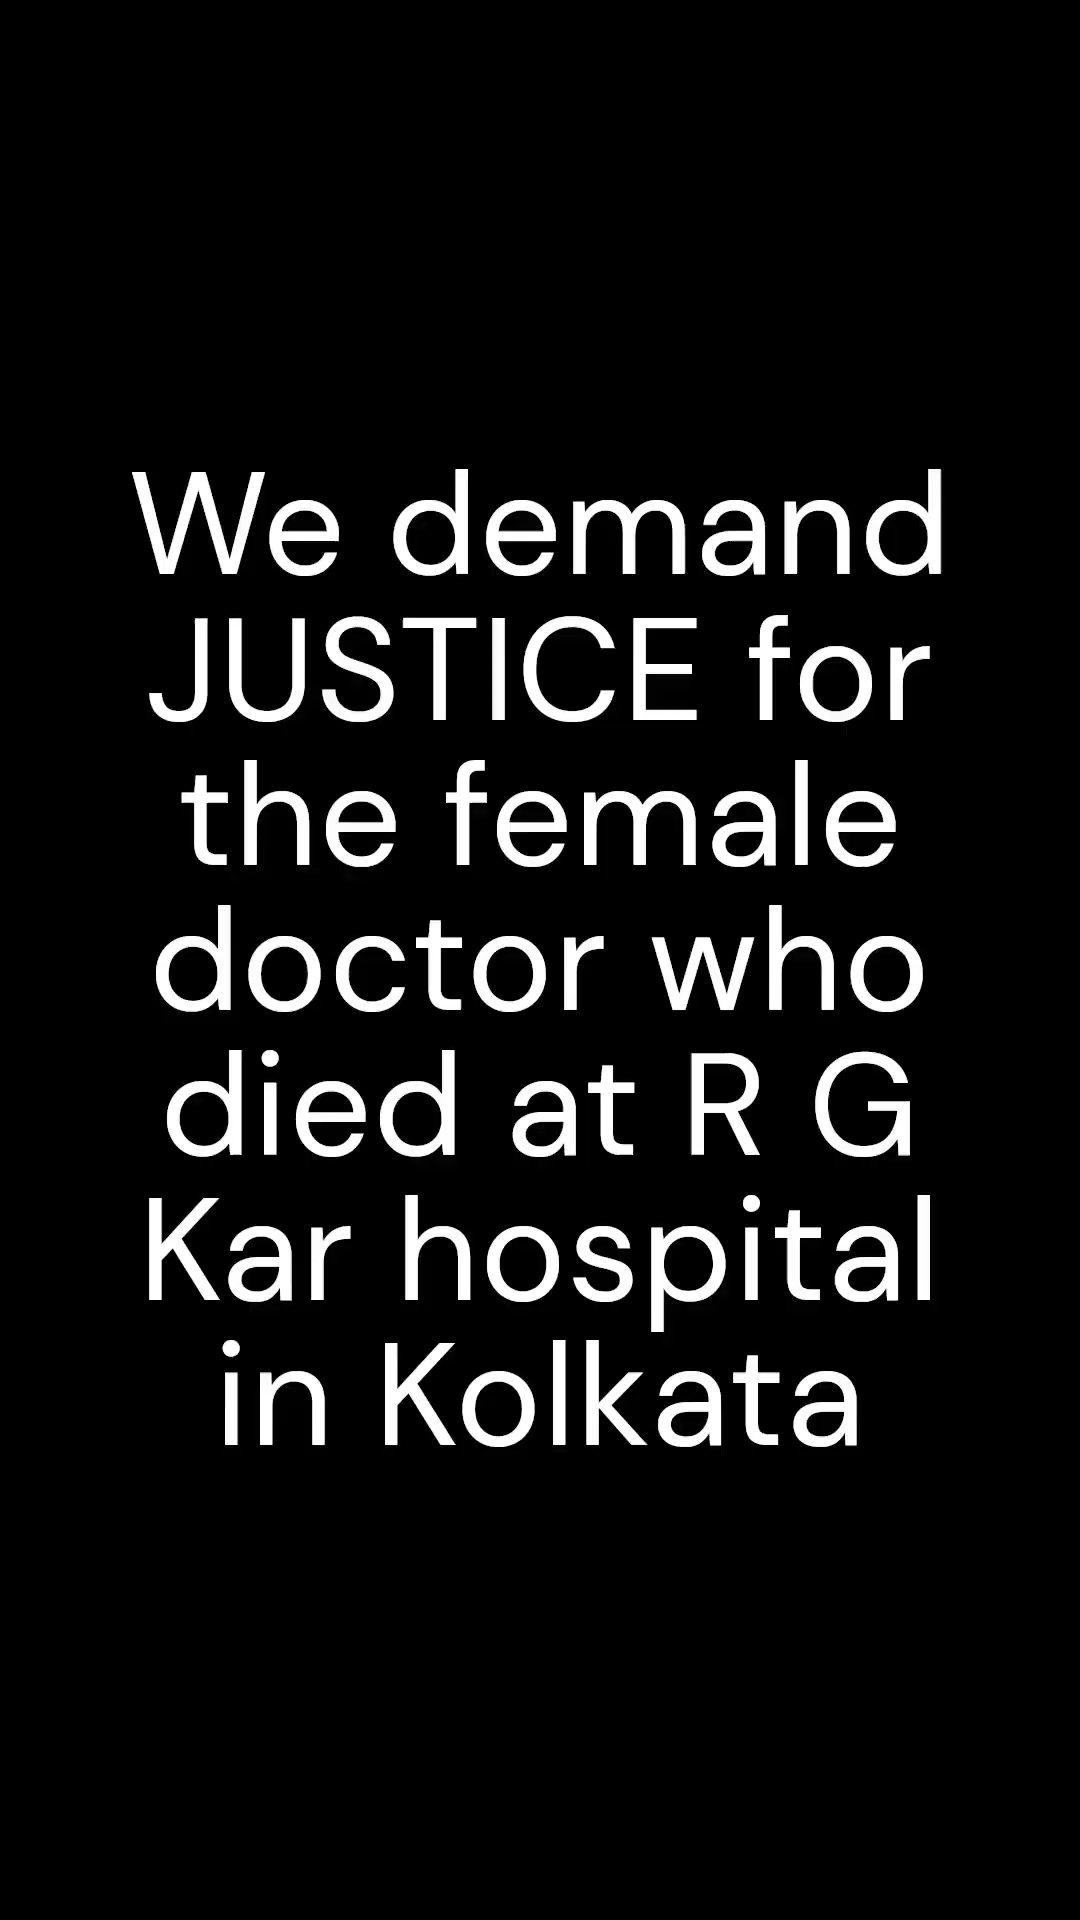 We demand
JUSTICE for
the female
doctor who
died at R G
Kar hospital
in Kolkata